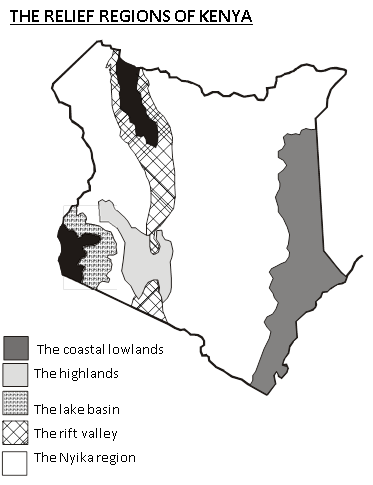 THE RELIEF REGIONS OF KENYA
The coastal lowlands
The highlands
The lake basin
The rift valley
The Nyika region